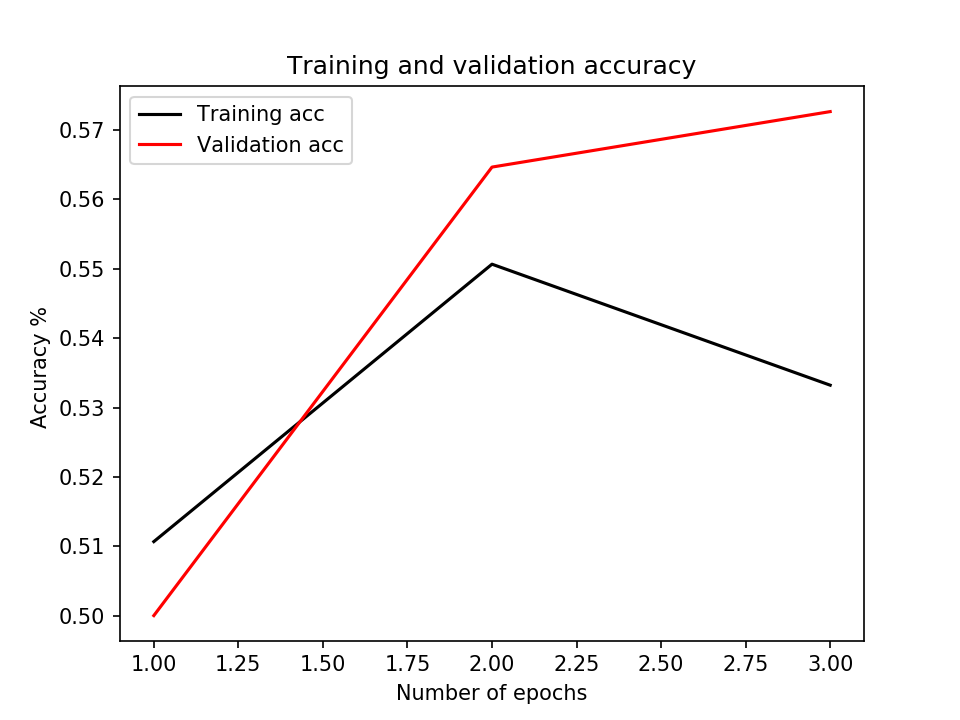 Training and validation accuracy
Training acc
Validation acc
0.57
0.56
0.55
0.54
0.53
0.52
0.51
0.50
Accuracy %
1.00 1.25 1.50 1.75 2.00 2.25 2.50 2.75 3.00
Number of epochs